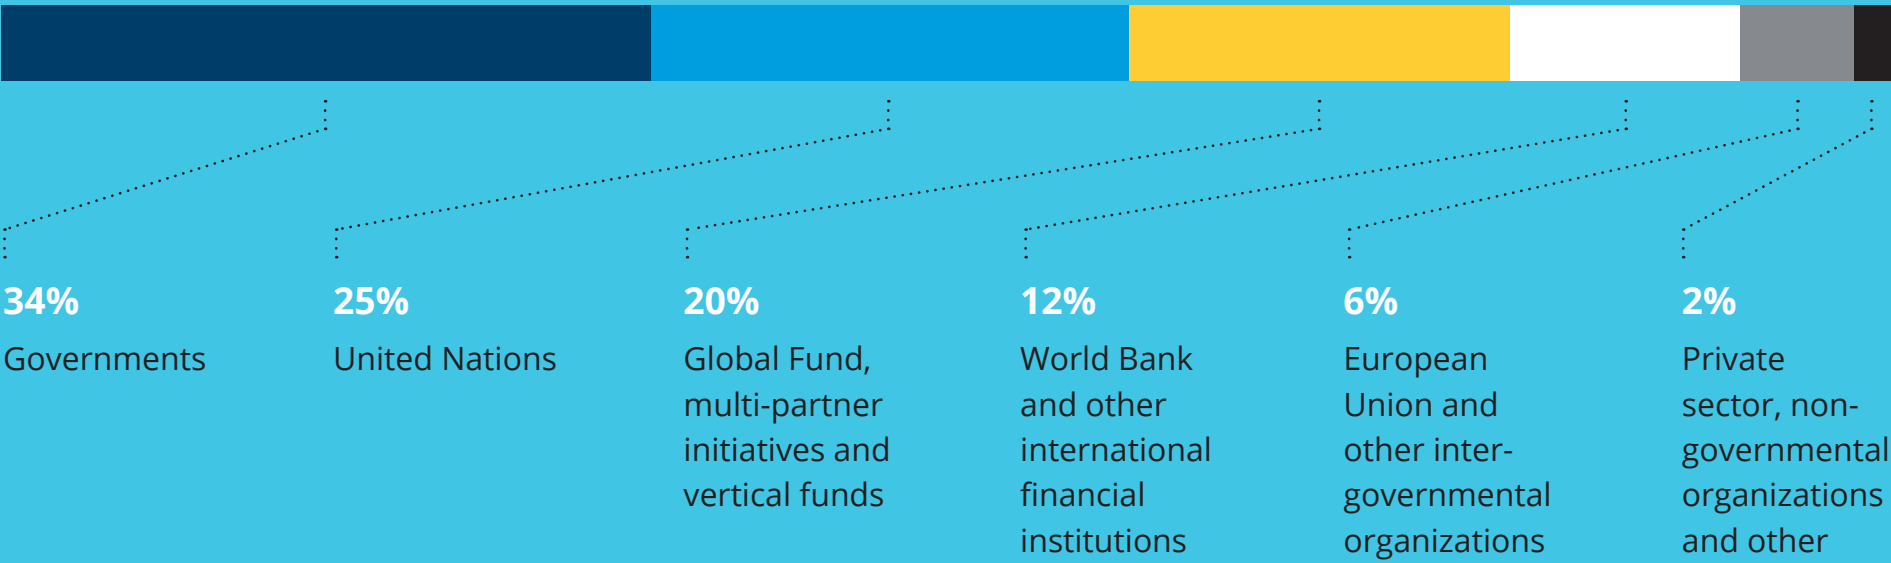 34%
Governments
25%
United Nations
20%
Global Fund,
multi-partner
initiatives and
vertical funds
12%
World Bank
and other
international
financial
institutions
6%
European
Union and
other inter-
governmental
organizations
2%
Private
sector, non-
governmental
organizations
and other